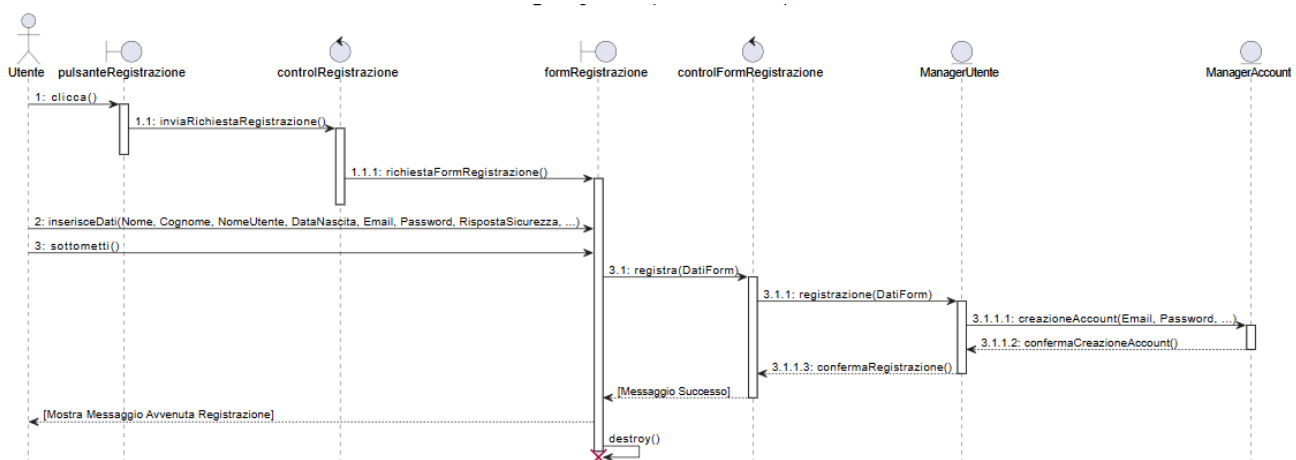 Utente
pulsanteRegistrazione
controlRegistrazione
formRegistrazione
controlFormRegistrazione
ManagerUtente
ManagerAccount
1: clicca()
1.1: inviaRichiestaRegistrazione()
1.1.1: richiestaFormRegistrazione()
2: inserisceDati(Nome, Cognome, NomeUtente, DataNascita, Email, Password, RispostaSicurezza, ...)
3: sottometti()
3.1: registra(DatiForm)
3.1.1: registrazione(DatiForm)
3.1.1.1: creazioneAccount(Email, Password, ...)
3.1.1.2: confermaCreazioneAccount()
3.1.1.3: confermaRegistrazione()
[Messaggio Successo]
[Mostra Messaggio Avvenuta Registrazione]
destroy()